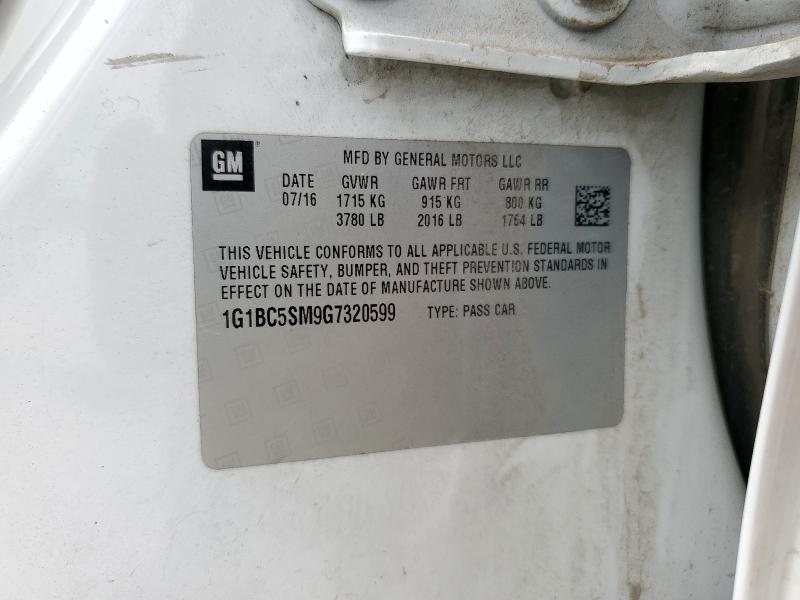 GM
MFD BY GENERAL MOTORS LLC
DATE GVWR GAWR FRT GAWR RR
07/16 1715 KG 915 KG 800 KG
3780 LB 2016 LB 1764 LB
THIS VEHICLE CONFORMS TO ALL APPLICABLE U.S. FEDERAL MOTOR
VEHICLE SAFETY, BUMPER, AND THEFT PREVENTION STANDARDS IN
EFFECT ON THE DATE OF MANUFACTURE SHOWN ABOVE.
1G1BC5SM9G7320599 TYPE: PASS CAR